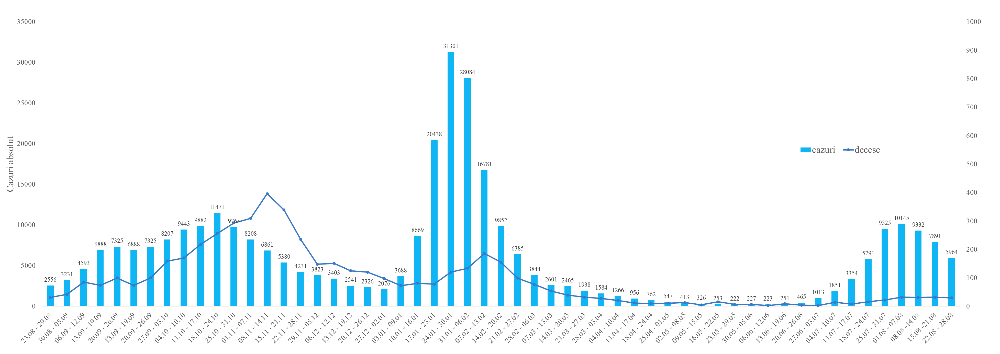 35000
30000
25000
20000
15000
10000
5000
0
Cazuri absolut
1000
900
800
700
600
500
400
300
200
100
0
cazuri decese
2556
3231
4593
6888
7325
6888
7325
8207
9443
9882
11471
9765
8208
6861
5380
4231
3823
3403
2541
2326
2076
3688
8669
20438
31301
28084
16781
9852
6385
3844
2601
2465
1938
1584
1266
956
762
547
413
326
253
222
227
223
251
465
1013
1851
3354
5791
9525
10145
9332
7891
5964
23.08 - 29.08
30.08 - 05.09
06.09 - 12.09
13.09 - 19.09
20.09 - 26.09
13.09 - 19.09
20.09 - 26.09
27.09 - 03.10
04.10 - 10.10
11.10 - 17.10
18.10 - 24.10
25.10 - 31.10
01.11 - 07.11
08.11 - 14.11
15.11 - 21.11
22.11 - 28.11
29.11 - 05.12
06.12 - 12.12
13.12 - 19.12
20.12 - 26.12
27.12 - 02.01
03.01 - 09.01
10.01 - 16.01
17.01 - 23.01
24.01 - 30.01
31.01 - 06.02
07.02 - 13.02
14.02 - 20.02
21.02 - 27.02
28.02 - 06.03
07.03 - 13.03
14.03 - 20.03
21.03 - 27.03
28.03 - 03.04
04.04 - 10.04
11.04 - 17.04
18.04 - 24.04
25.04 - 01.05
02.05 - 08.05
09.05 - 15.05
16.05 - 22.05
23.05 - 29.05
30.05 - 05.06
06.06 - 12.06
13.06 - 19.06
20.06 - 26.06
27.06 - 03.07
04.07 - 10.07
11.07 - 17.07
18.07 - 24.07
25,07 - 31.07
01.08 - 07.08
08.08 -14.08
15.08 -21.08
22.08 - 28.08